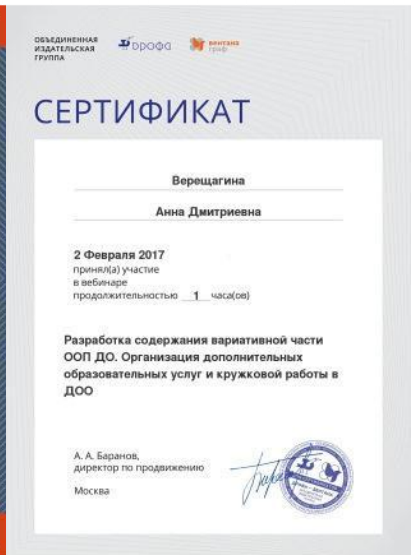 ОБЪЕДИНЕННАЯ
ИЗДАТЕЛЬСКАЯ
ГРУППА
дрофа
вентана
граф
СЕРТИФИКАТ
Верещагина
Анна Дмитриевна
2 Февраля 2017
принял(а) участие
в вебинаре
продолжительностью 1 часа(ов)
Разработка содержания вариативной части
ООП ДО. Организация дополнительных
образовательных услуг и кружковой работы в
ДОО
А. А. Баранов,
директор по продвижению
Москва